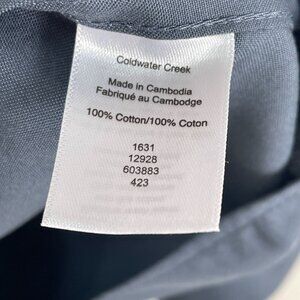 Coldwater Creek
Made in Cambodia
Fabriqué au Cambodge
100% Cotton/100% Coton
1631
12928
603883
423